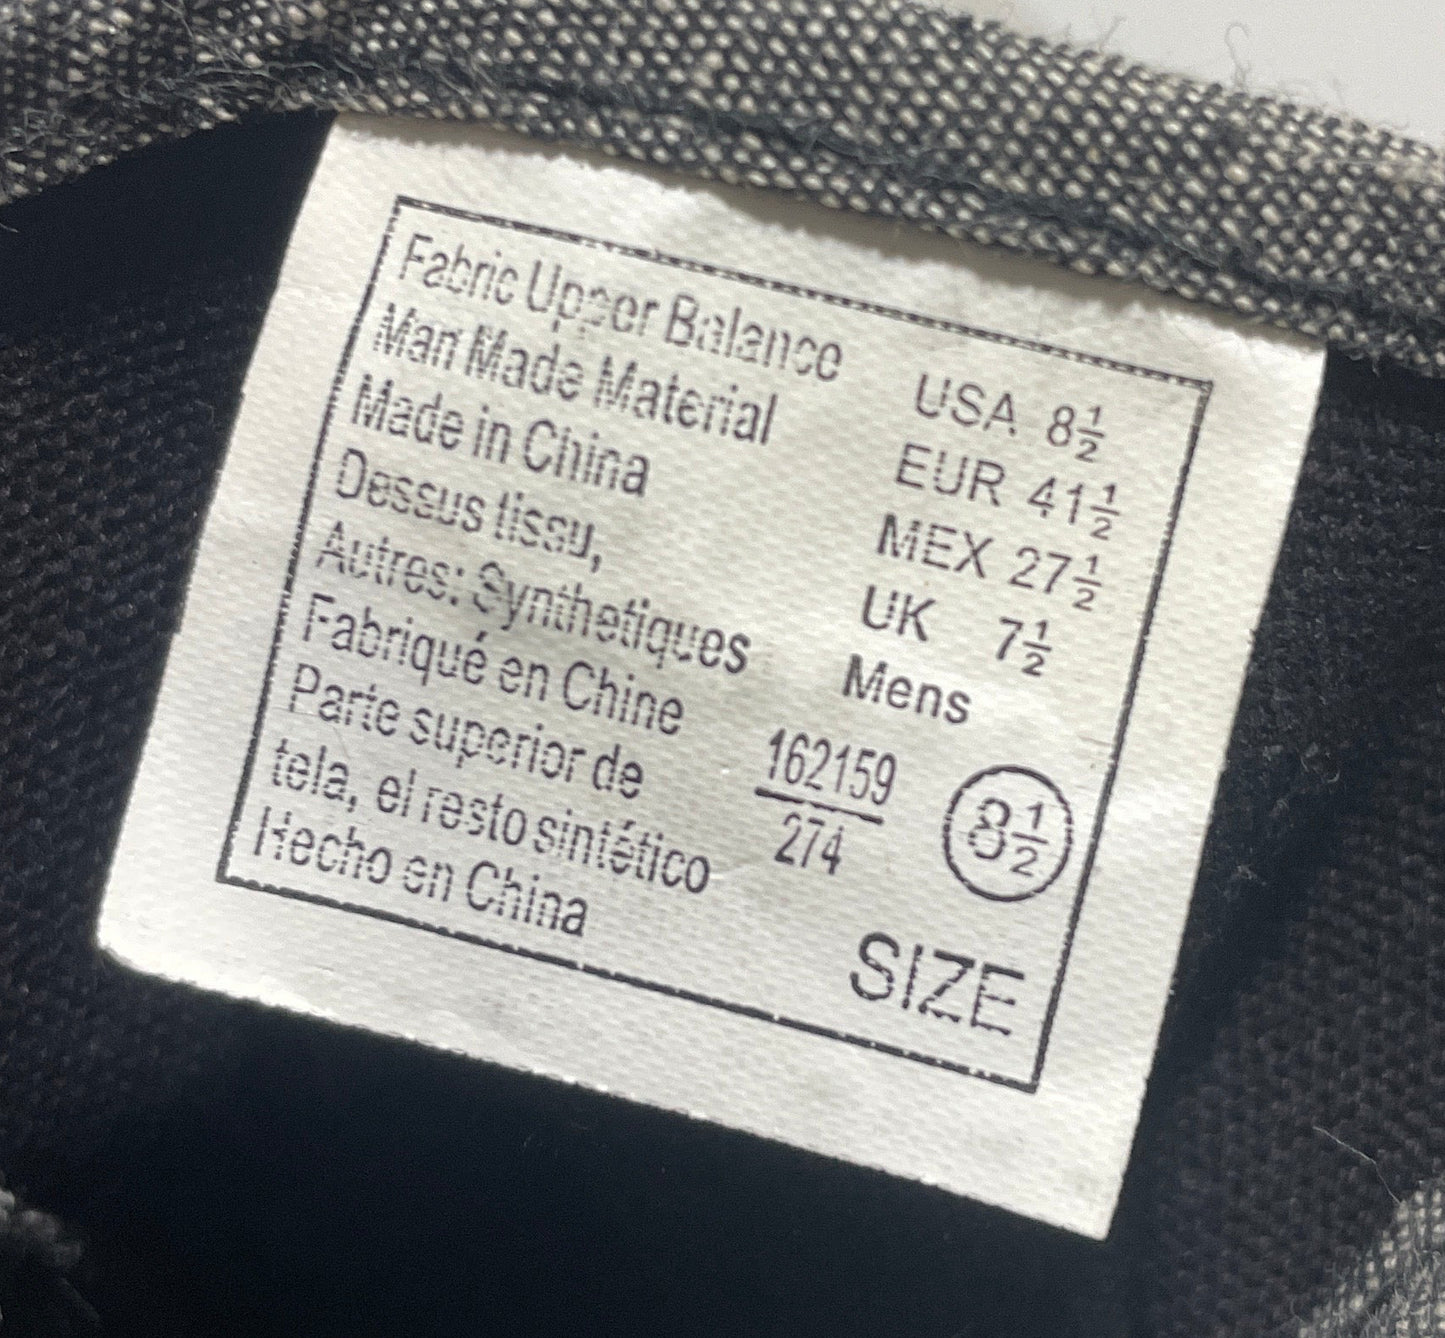 Fabric Upper Balance
Man Made Material
Made in China
Dessus tissu,
Autres: Synthetiques
Fabriqué en Chine
Parte superior de
tela, el resto sintético
Hecho en China
USA 8½
EUR 41½
MEX 27½
UK 7½
Mens
162159
274
8½
SIZE